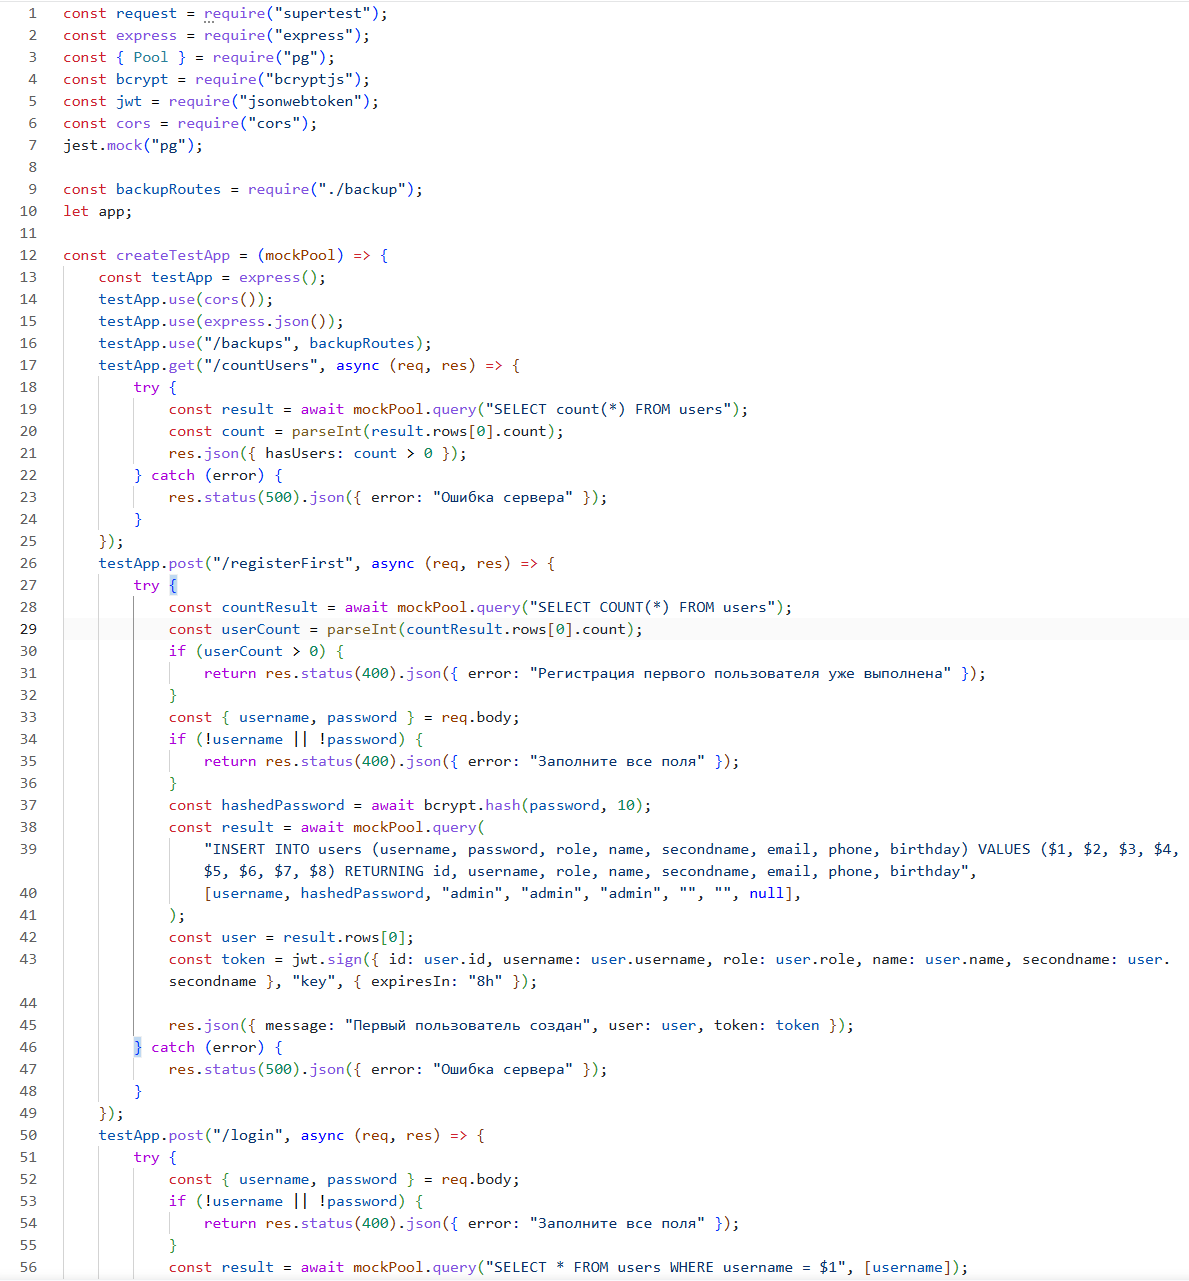 1 const request = require("supertest");
2 const express = require("express");
3 const { Pool } = require("pg");
4 const bcrypt = require("bcryptjs");
5 const jwt = require("jsonwebtoken");
6 const cors = require("cors");
7 jest.mock("pg");
8
9 const backupRoutes = require("./backup");
10 let app;
11
12 const createTestApp = (mockPool) => {
13 const testApp = express();
14 testApp.use(cors());
15 testApp.use(express.json());
16 testApp.use("/backups", backupRoutes);
17 testApp.get("/countUsers", async (req, res) => {
18 try {
19 const result = await mockPool.query("SELECT count(*) FROM users");
20 const count = parseInt(result.rows[0].count);
21 res.json({ hasUsers: count > 0 });
22 } catch (error) {
23 res.status(500).json({ error: "Ошибка сервера" });
24 }
25 });
26 testApp.post("/registerFirst", async (req, res) => {
27 try {
28 const countResult = await mockPool.query("SELECT COUNT(*) FROM users");
29 const userCount = parseInt(countResult.rows[0].count);
30 if (userCount > 0) {
31 return res.status(400).json({ error: "Регистрация первого пользователя уже выполнена" });
32 }
33 const { username, password } = req.body;
34 if (!username || !password) {
35 return res.status(400).json({ error: "Заполните все поля" });
36 }
37 const hashedPassword = await bcrypt.hash(password, 10);
38 const result = await mockPool.query(
39 "INSERT INTO users (username, password, role, name, secondname, email, phone, birthday) VALUES ($1, $2, $3, $4,
$5, $6, $7, $8) RETURNING id, username, role, name, secondname, email, phone, birthday",
40 [username, hashedPassword, "admin", "admin", "admin", "", "", null],
41 );
42 const user = result.rows[0];
43 const token = jwt.sign({ id: user.id, username: user.username, role: user.role, name: user.name, secondname: user.
secondname }, "key", { expiresIn: "8h" });
44
45 res.json({ message: "Первый пользователь создан", user: user, token: token });
46 } catch (error) {
47 res.status(500).json({ error: "Ошибка сервера" });
48 }
49 });
50 testApp.post("/login", async (req, res) => {
51 try {
52 const { username, password } = req.body;
53 if (!username || !password) {
54 return res.status(400).json({ error: "Заполните все поля" });
55 }
56 const result = await mockPool.query("SELECT * FROM users WHERE username = $1", [username]);